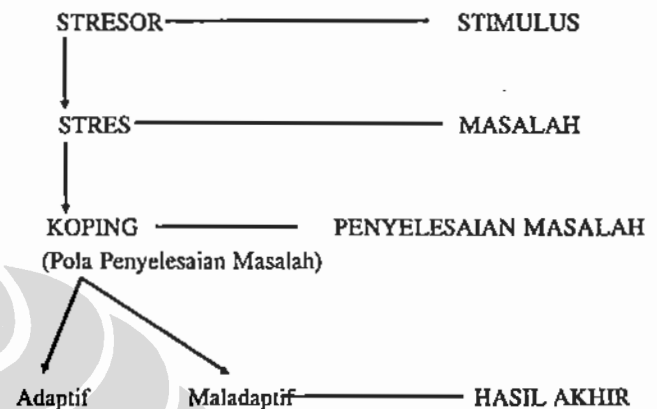 STRESOR STIMULUS
STRES MASALAH
KOPING PENYELESAIAN MASALAH
(Pola Penyelesaian Masalah)
Adaptif Maladaptif HASIL AKHIR